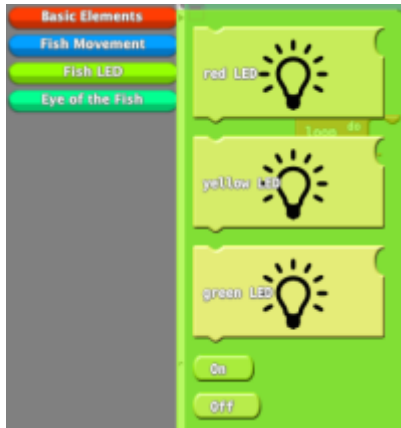 Basic Elements
Fish Movement
Fish LED
Eye of the Fish
red LED
loop do
yellow LED
green LED
On
Off